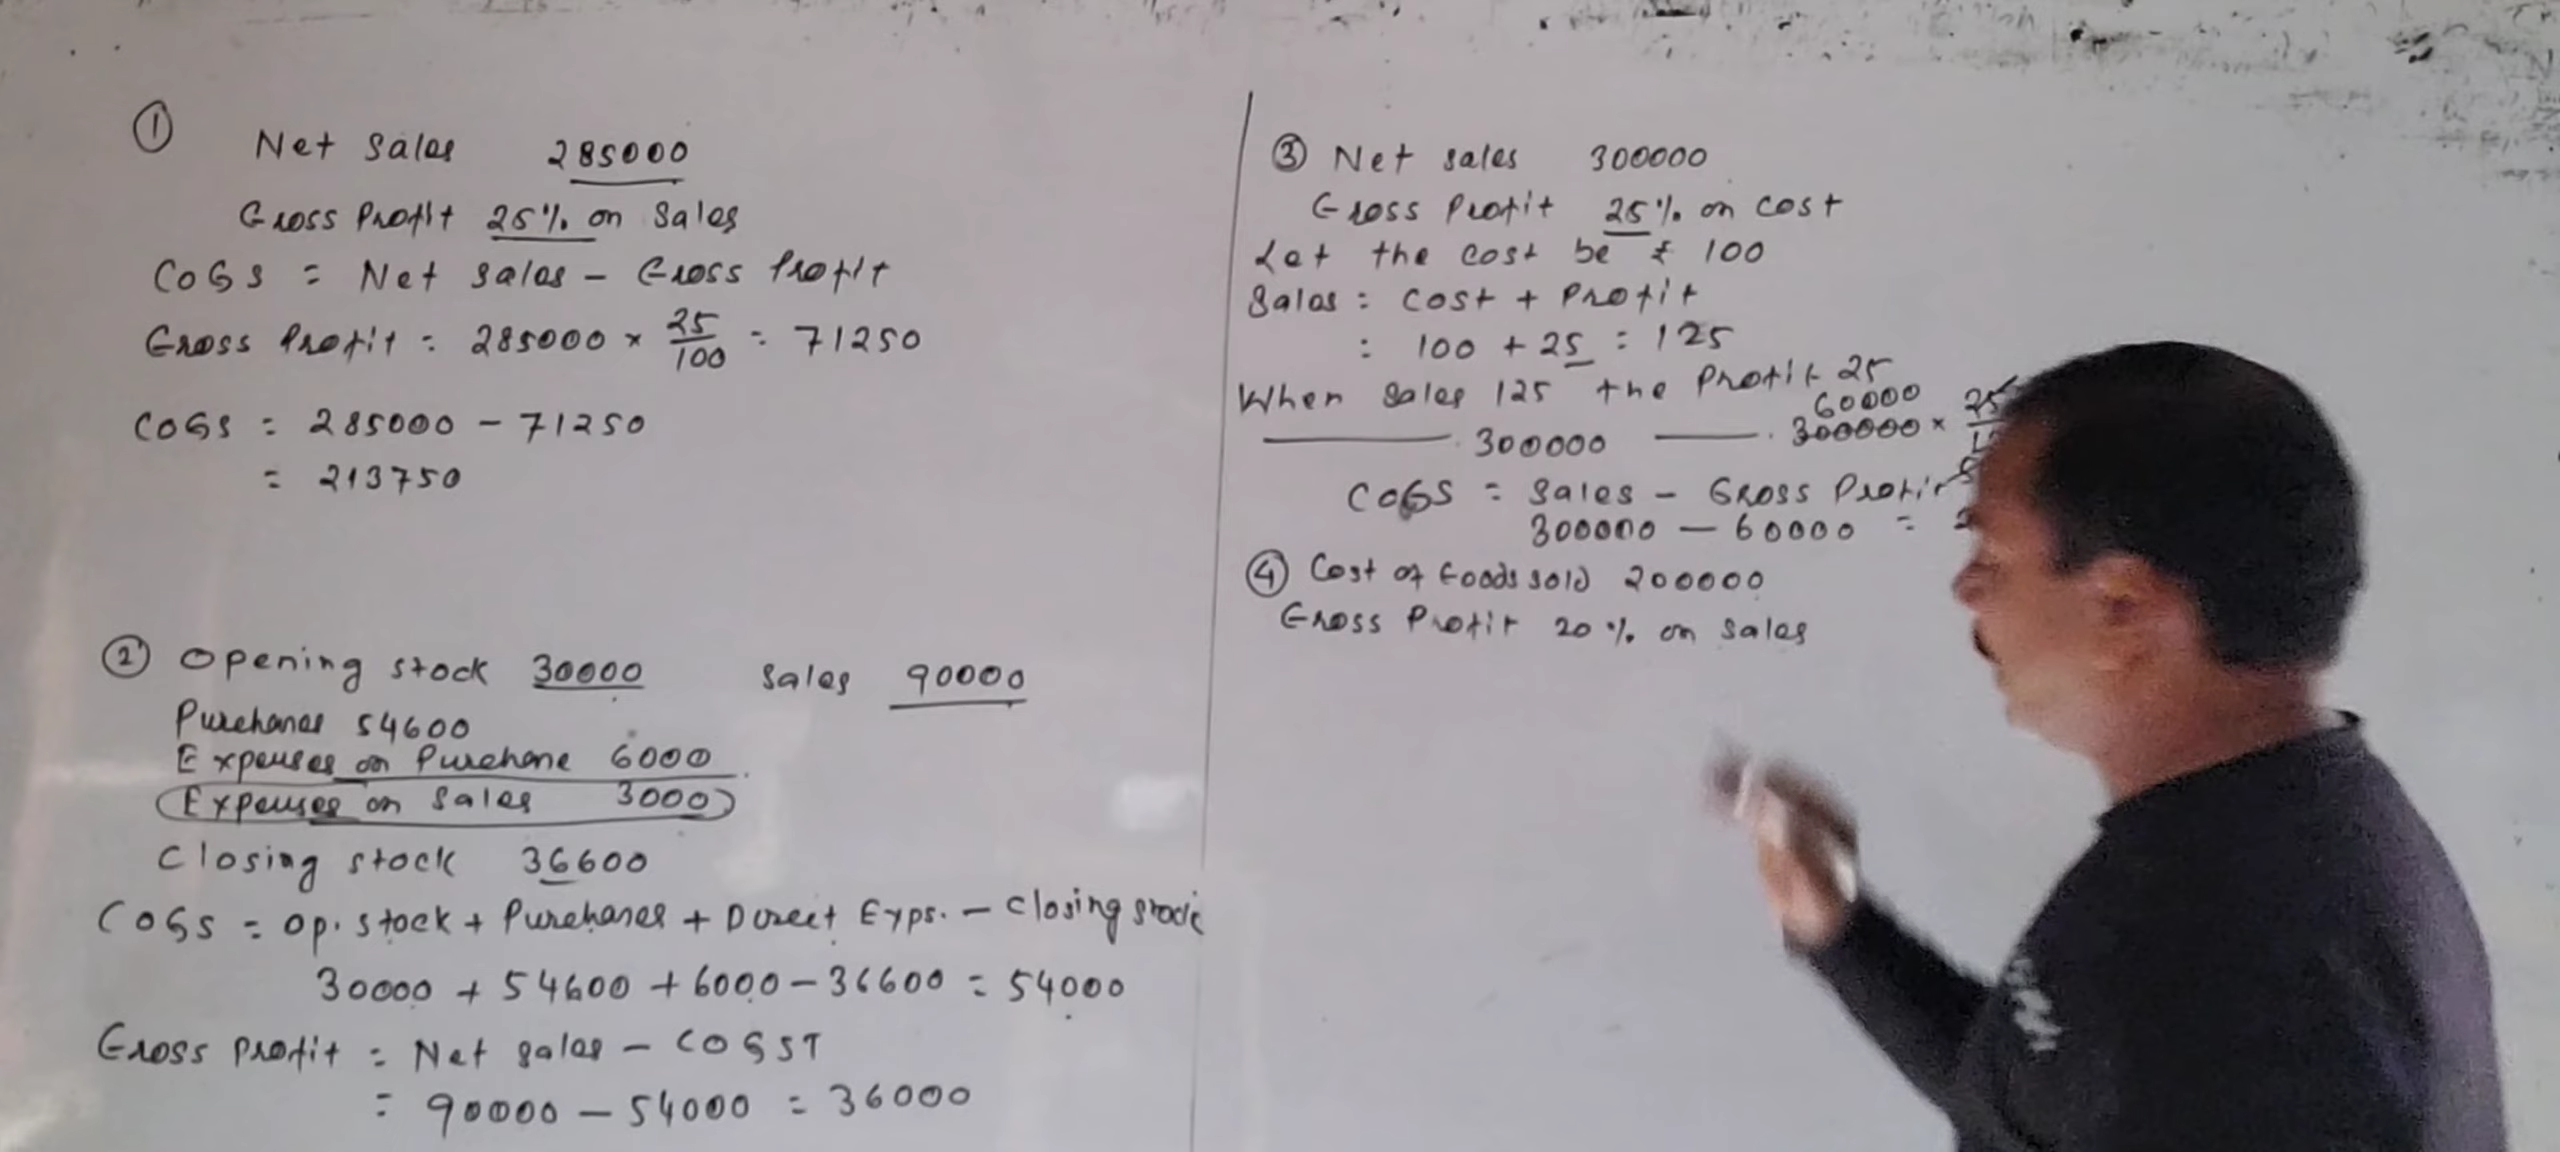 ①
Net Sales 285000
Gross Profit 25% on Sales
COGS = Net Sales - Gross Profit
Gross Profit = 285000 × 25/100 = 71250
COGS = 285000 - 71250
= 213750
② Opening stock 30000 Sales 90000
Purchases 54600
Expenses on Purchase 6000
Expenses on Sales 3000
Closing stock 36600
COGS = Op. stock + Purchases + Direct Exps. - Closing stock
30000 + 54600 + 6000 - 36600 = 54000
Gross Profit = Net Sales - COGST
= 90000 - 54000 = 36000
③ Net Sales 300000
Gross Profit 25% on Cost
Let the cost be ₹ 100
Sales = Cost + Profit
= 100 + 25 = 125
When Sales 125 the Profit 25
60000
300000 300000 × 25
COGS = Sales - Gross Profit
300000 - 60000 =
④ Cost of Goods sold 200000
Gross Profit 20% on Sales